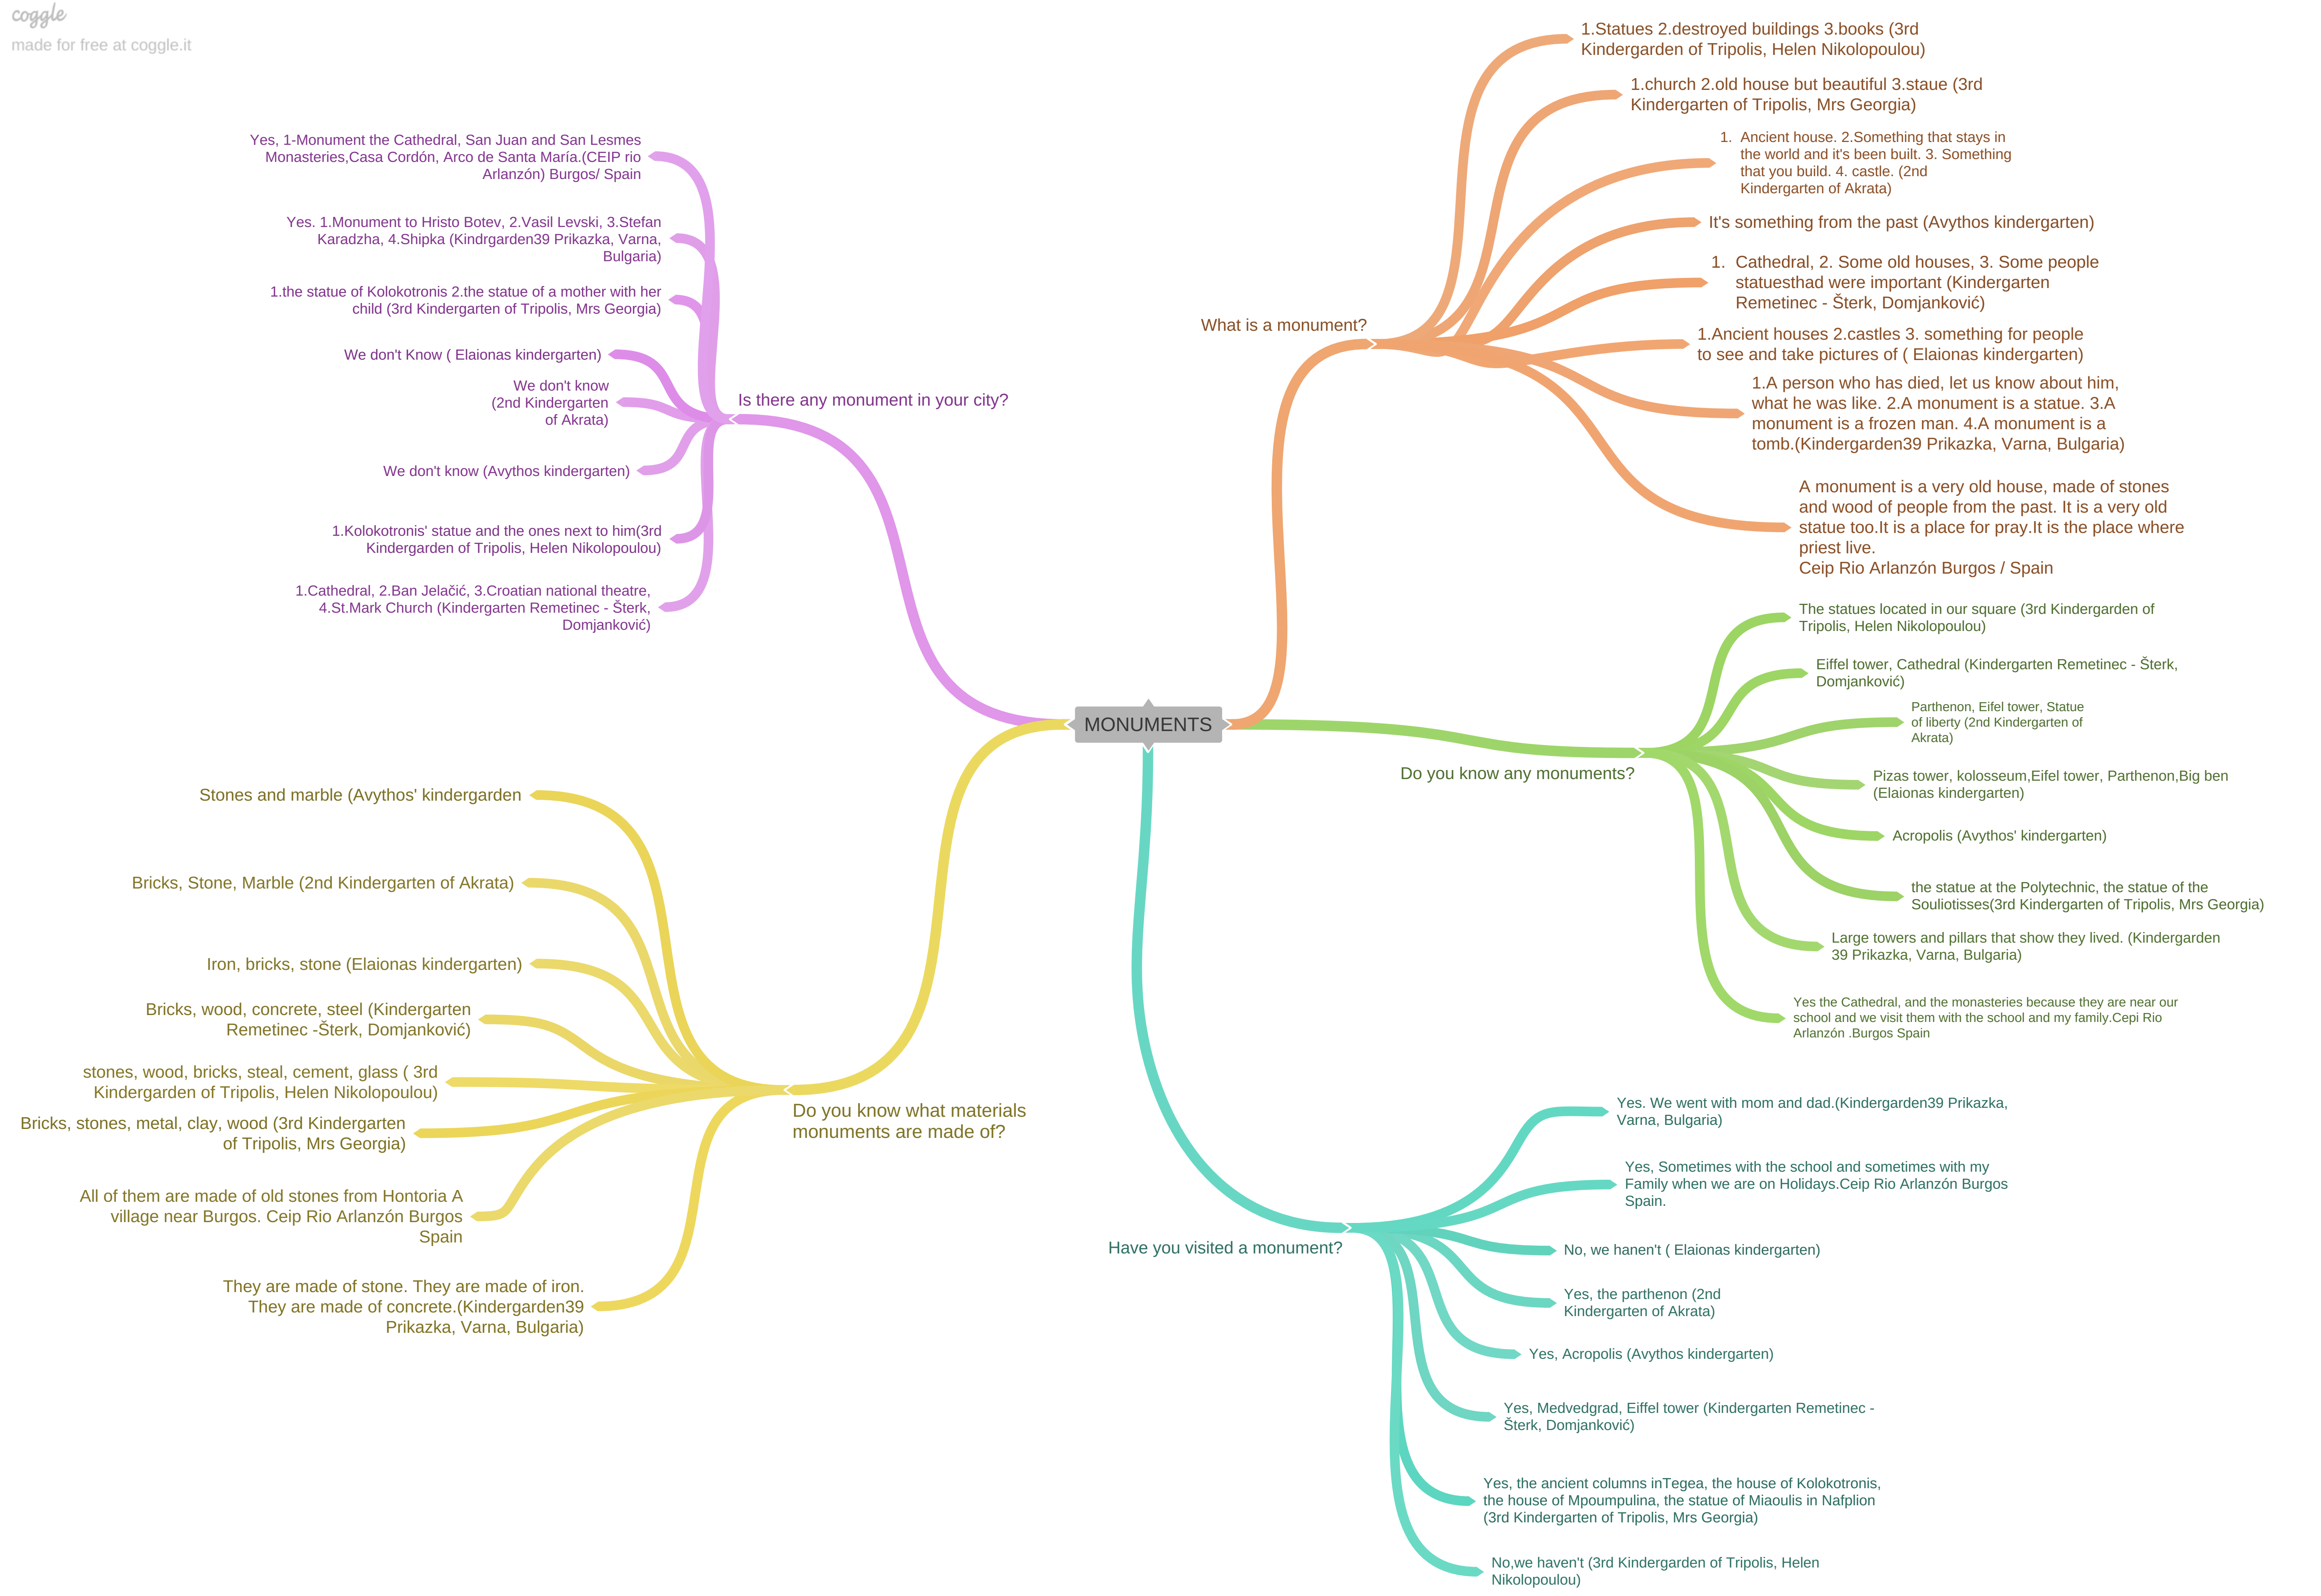 coggle
made for free at coggle.it
MONUMENTS
What is a monument?
1.Statues 2.destroyed buildings 3.books (3rd
Kindergarden of Tripolis, Helen Nikolopoulou)
1.church 2.old house but beautiful 3.staue (3rd
Kindergarten of Tripolis, Mrs Georgia)
1. Ancient house. 2.Something that stays in
the world and it's been built. 3. Something
that you build. 4. castle. (2nd
Kindergarten of Akrata)
It's something from the past (Avythos kindergarten)
1. Cathedral, 2. Some old houses, 3. Some people
statuesthad were important (Kindergarten
Remetinec - Šterk, Domjanković)
1.Ancient houses 2.castles 3. something for people
to see and take pictures of ( Elaionas kindergarten)
1.A person who has died, let us know about him,
what he was like. 2.A monument is a statue. 3.A
monument is a frozen man. 4.A monument is a
tomb.(Kindergarden39 Prikazka, Varna, Bulgaria)
A monument is a very old house, made of stones
and wood of people from the past. It is a very old
statue too.It is a place for pray.It is the place where
priest live.
Ceip Rio Arlanzón Burgos / Spain
Do you know any monuments?
The statues located in our square (3rd Kindergarden of
Tripolis, Helen Nikolopoulou)
Eiffel tower, Cathedral (Kindergarten Remetinec - Šterk,
Domjanković)
Parthenon, Eifel tower, Statue
of liberty (2nd Kindergarten of
Akrata)
Pizas tower, kolosseum,Eifel tower, Parthenon,Big ben
(Elaionas kindergarten)
Acropolis (Avythos' kindergarten)
the statue at the Polytechnic, the statue of the
Souliotisses(3rd Kindergarten of Tripolis, Mrs Georgia)
Large towers and pillars that show they lived. (Kindergarden
39 Prikazka, Varna, Bulgaria)
Yes the Cathedral, and the monasteries because they are near our
school and we visit them with the school and my family.Cepi Rio
Arlanzón .Burgos Spain
Have you visited a monument?
Yes. We went with mom and dad.(Kindergarden39 Prikazka,
Varna, Bulgaria)
Yes, Sometimes with the school and sometimes with my
Family when we are on Holidays.Ceip Rio Arlanzón Burgos
Spain.
No, we hanen't ( Elaionas kindergarten)
Yes, the parthenon (2nd
Kindergarten of Akrata)
Yes, Acropolis (Avythos kindergarten)
Yes, Medvedgrad, Eiffel tower (Kindergarten Remetinec -
Šterk, Domjanković)
Yes, the ancient columns inTegea, the house of Kolokotronis,
the house of Mpoumpulina, the statue of Miaoulis in Nafplion
(3rd Kindergarten of Tripolis, Mrs Georgia)
No,we haven't (3rd Kindergarden of Tripolis, Helen
Nikolopoulou)
Is there any monument in your city?
Yes, 1-Monument the Cathedral, San Juan and San Lesmes
Monasteries,Casa Cordón, Arco de Santa María.(CEIP rio
Arlanzón) Burgos/ Spain
Yes. 1.Monument to Hristo Botev, 2.Vasil Levski, 3.Stefan
Karadzha, 4.Shipka (Kindrgarden39 Prikazka, Varna,
Bulgaria)
1.the statue of Kolokotronis 2.the statue of a mother with her
child (3rd Kindergarten of Tripolis, Mrs Georgia)
We don't Know ( Elaionas kindergarten)
We don't know
(2nd Kindergarten
of Akrata)
We don't know (Avythos kindergarten)
1.Kolokotronis' statue and the ones next to him(3rd
Kindergarden of Tripolis, Helen Nikolopoulou)
1.Cathedral, 2.Ban Jelačić, 3.Croatian national theatre,
4.St.Mark Church (Kindergarten Remetinec - Šterk,
Domjanković)
Do you know what materials
monuments are made of?
Stones and marble (Avythos' kindergarden
Bricks, Stone, Marble (2nd Kindergarten of Akrata)
Iron, bricks, stone (Elaionas kindergarten)
Bricks, wood, concrete, steel (Kindergarten
Remetinec -Šterk, Domjanković)
stones, wood, bricks, steal, cement, glass ( 3rd
Kindergarden of Tripolis, Helen Nikolopoulou)
Bricks, stones, metal, clay, wood (3rd Kindergarten
of Tripolis, Mrs Georgia)
All of them are made of old stones from Hontoria A
village near Burgos. Ceip Rio Arlanzón Burgos
Spain
They are made of stone. They are made of iron.
They are made of concrete.(Kindergarden39
Prikazka, Varna, Bulgaria)